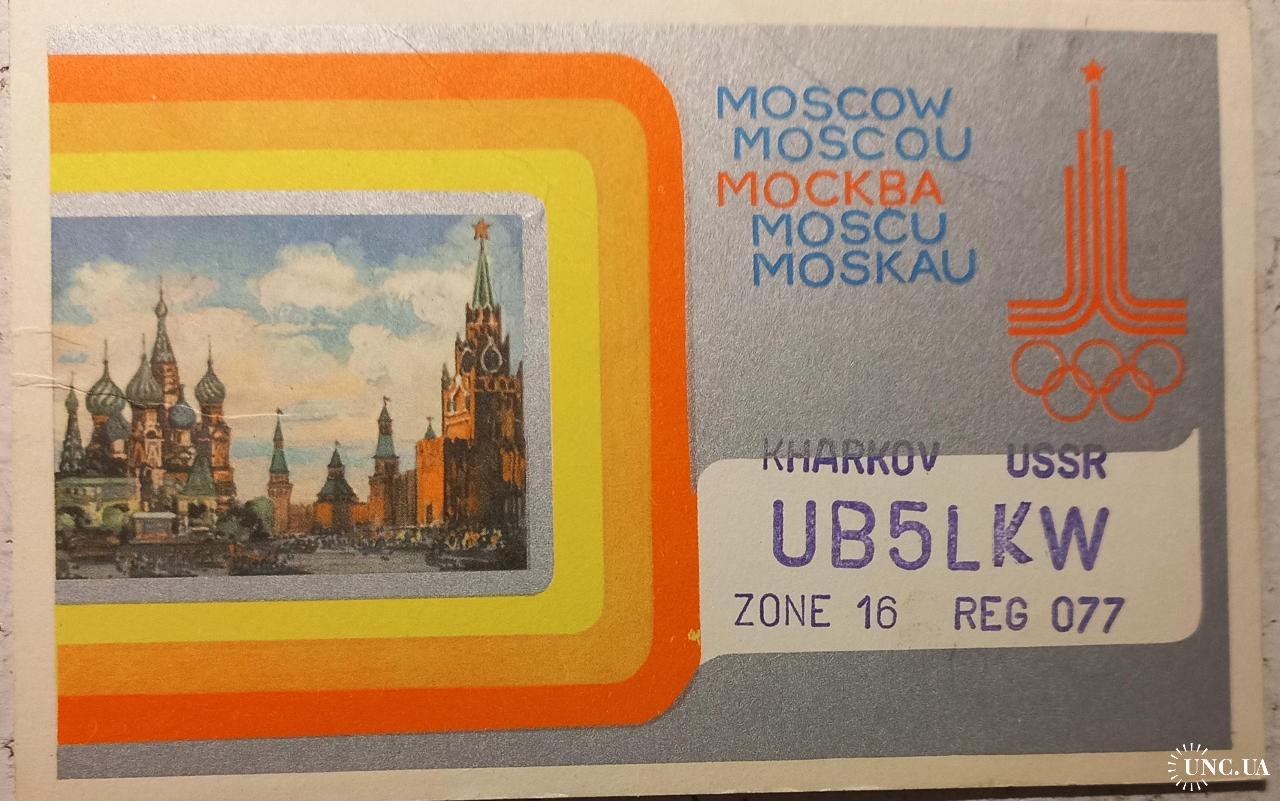 MOSCOW
MOSCOU
МОСКВА
MOSCU
MOSKAU
KHARKOV USSR
UB5LKW
ZONE 16 REG 077
UNC.UA